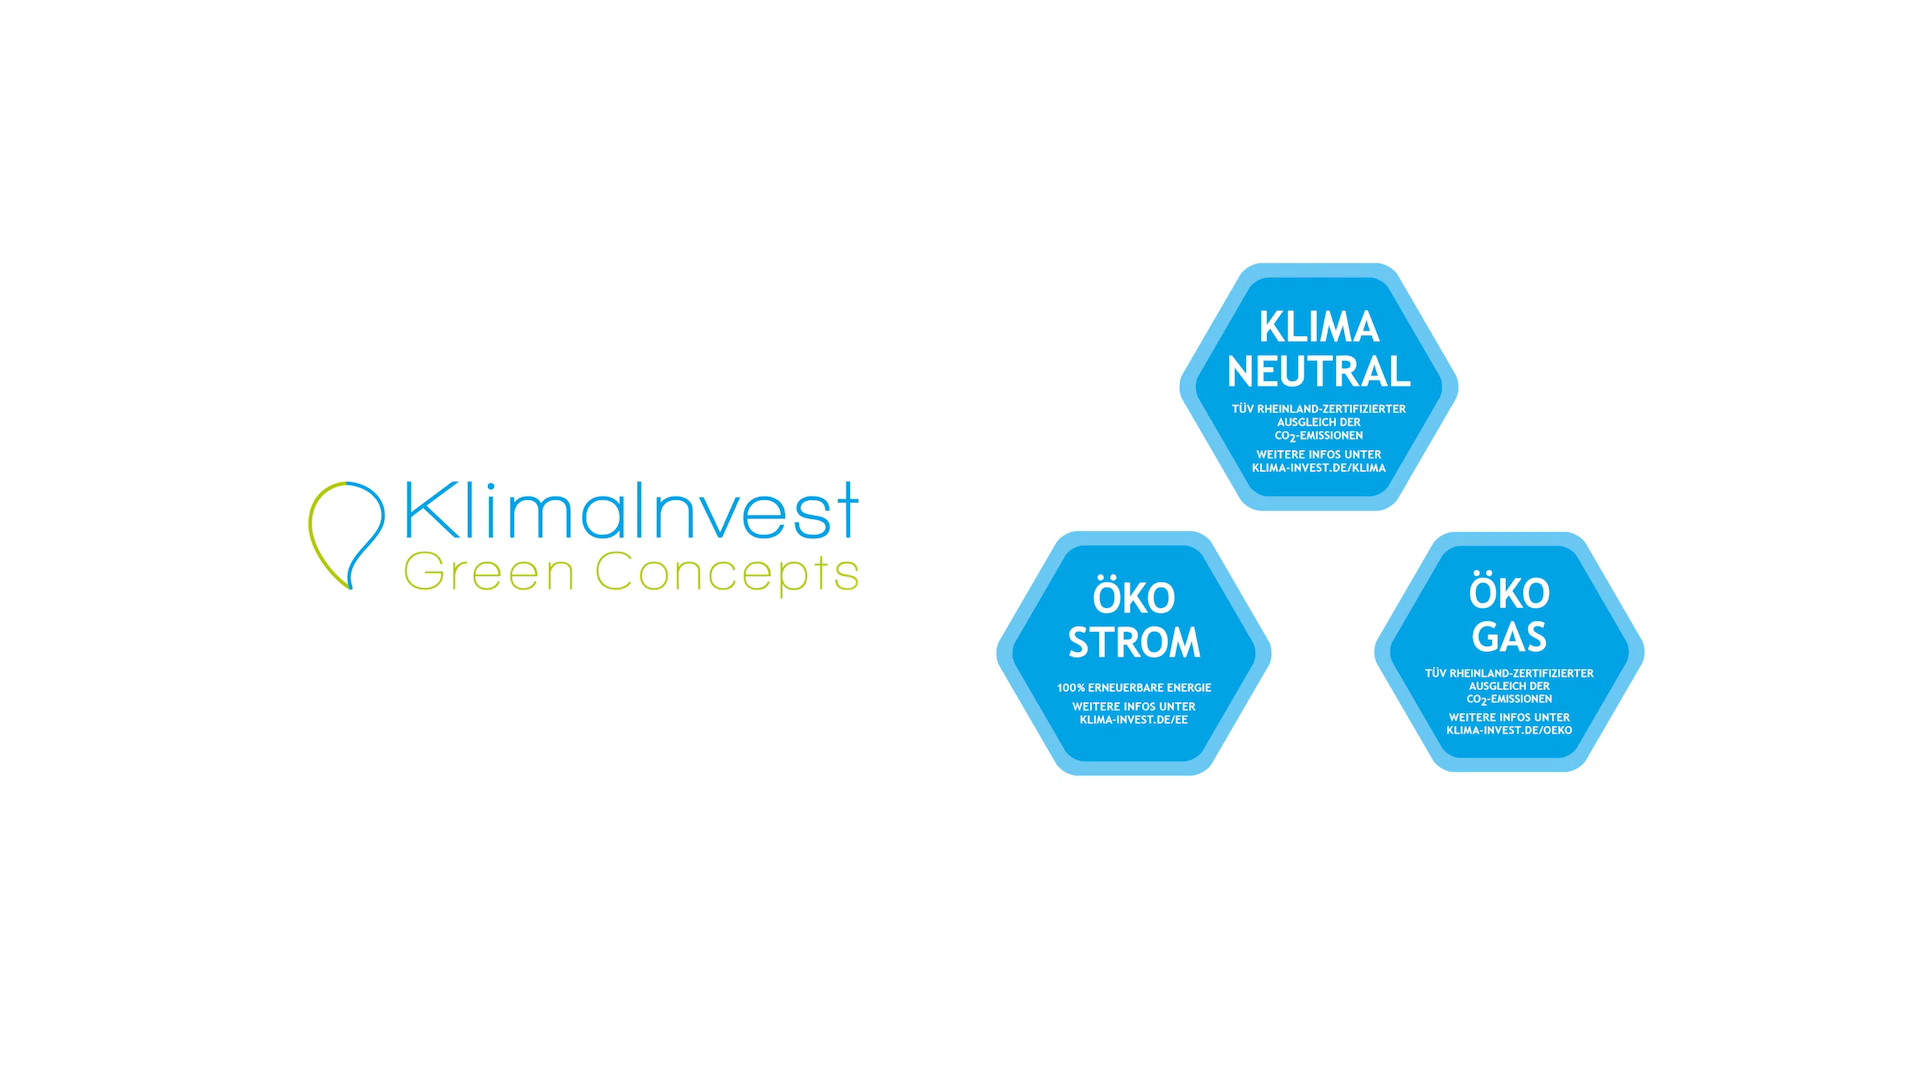 KlimaInvest
Green Concepts
KLIMA
NEUTRAL
TÜV RHEINLAND-ZERTIFIZIERTER
AUSGLEICH DER
CO₂-EMISSIONEN
WEITERE INFOS UNTER
KLIMA-INVEST.DE/KLIMA
ÖKO
STROM
100% ERNEUERBARE ENERGIE
WEITERE INFOS UNTER
KLIMA-INVEST.DE/EE
ÖKO
GAS
TÜV RHEINLAND-ZERTIFIZIERTER
AUSGLEICH DER
CO₂-EMISSIONEN
WEITERE INFOS UNTER
KLIMA-INVEST.DE/OEKO